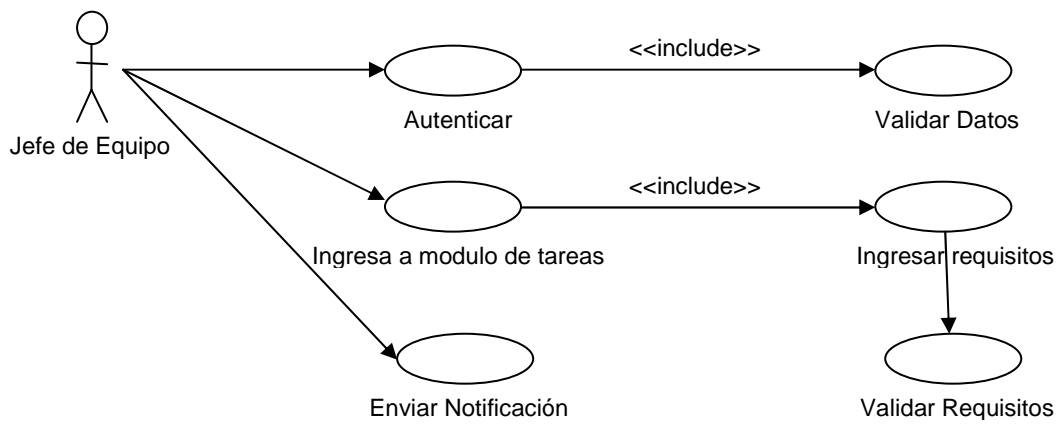 <<include>>
Autenticar
Validar Datos
Jefe de Equipo
<<include>>
Ingresa a modulo de tareas
Ingresar requisitos
Enviar Notificación
Validar Requisitos